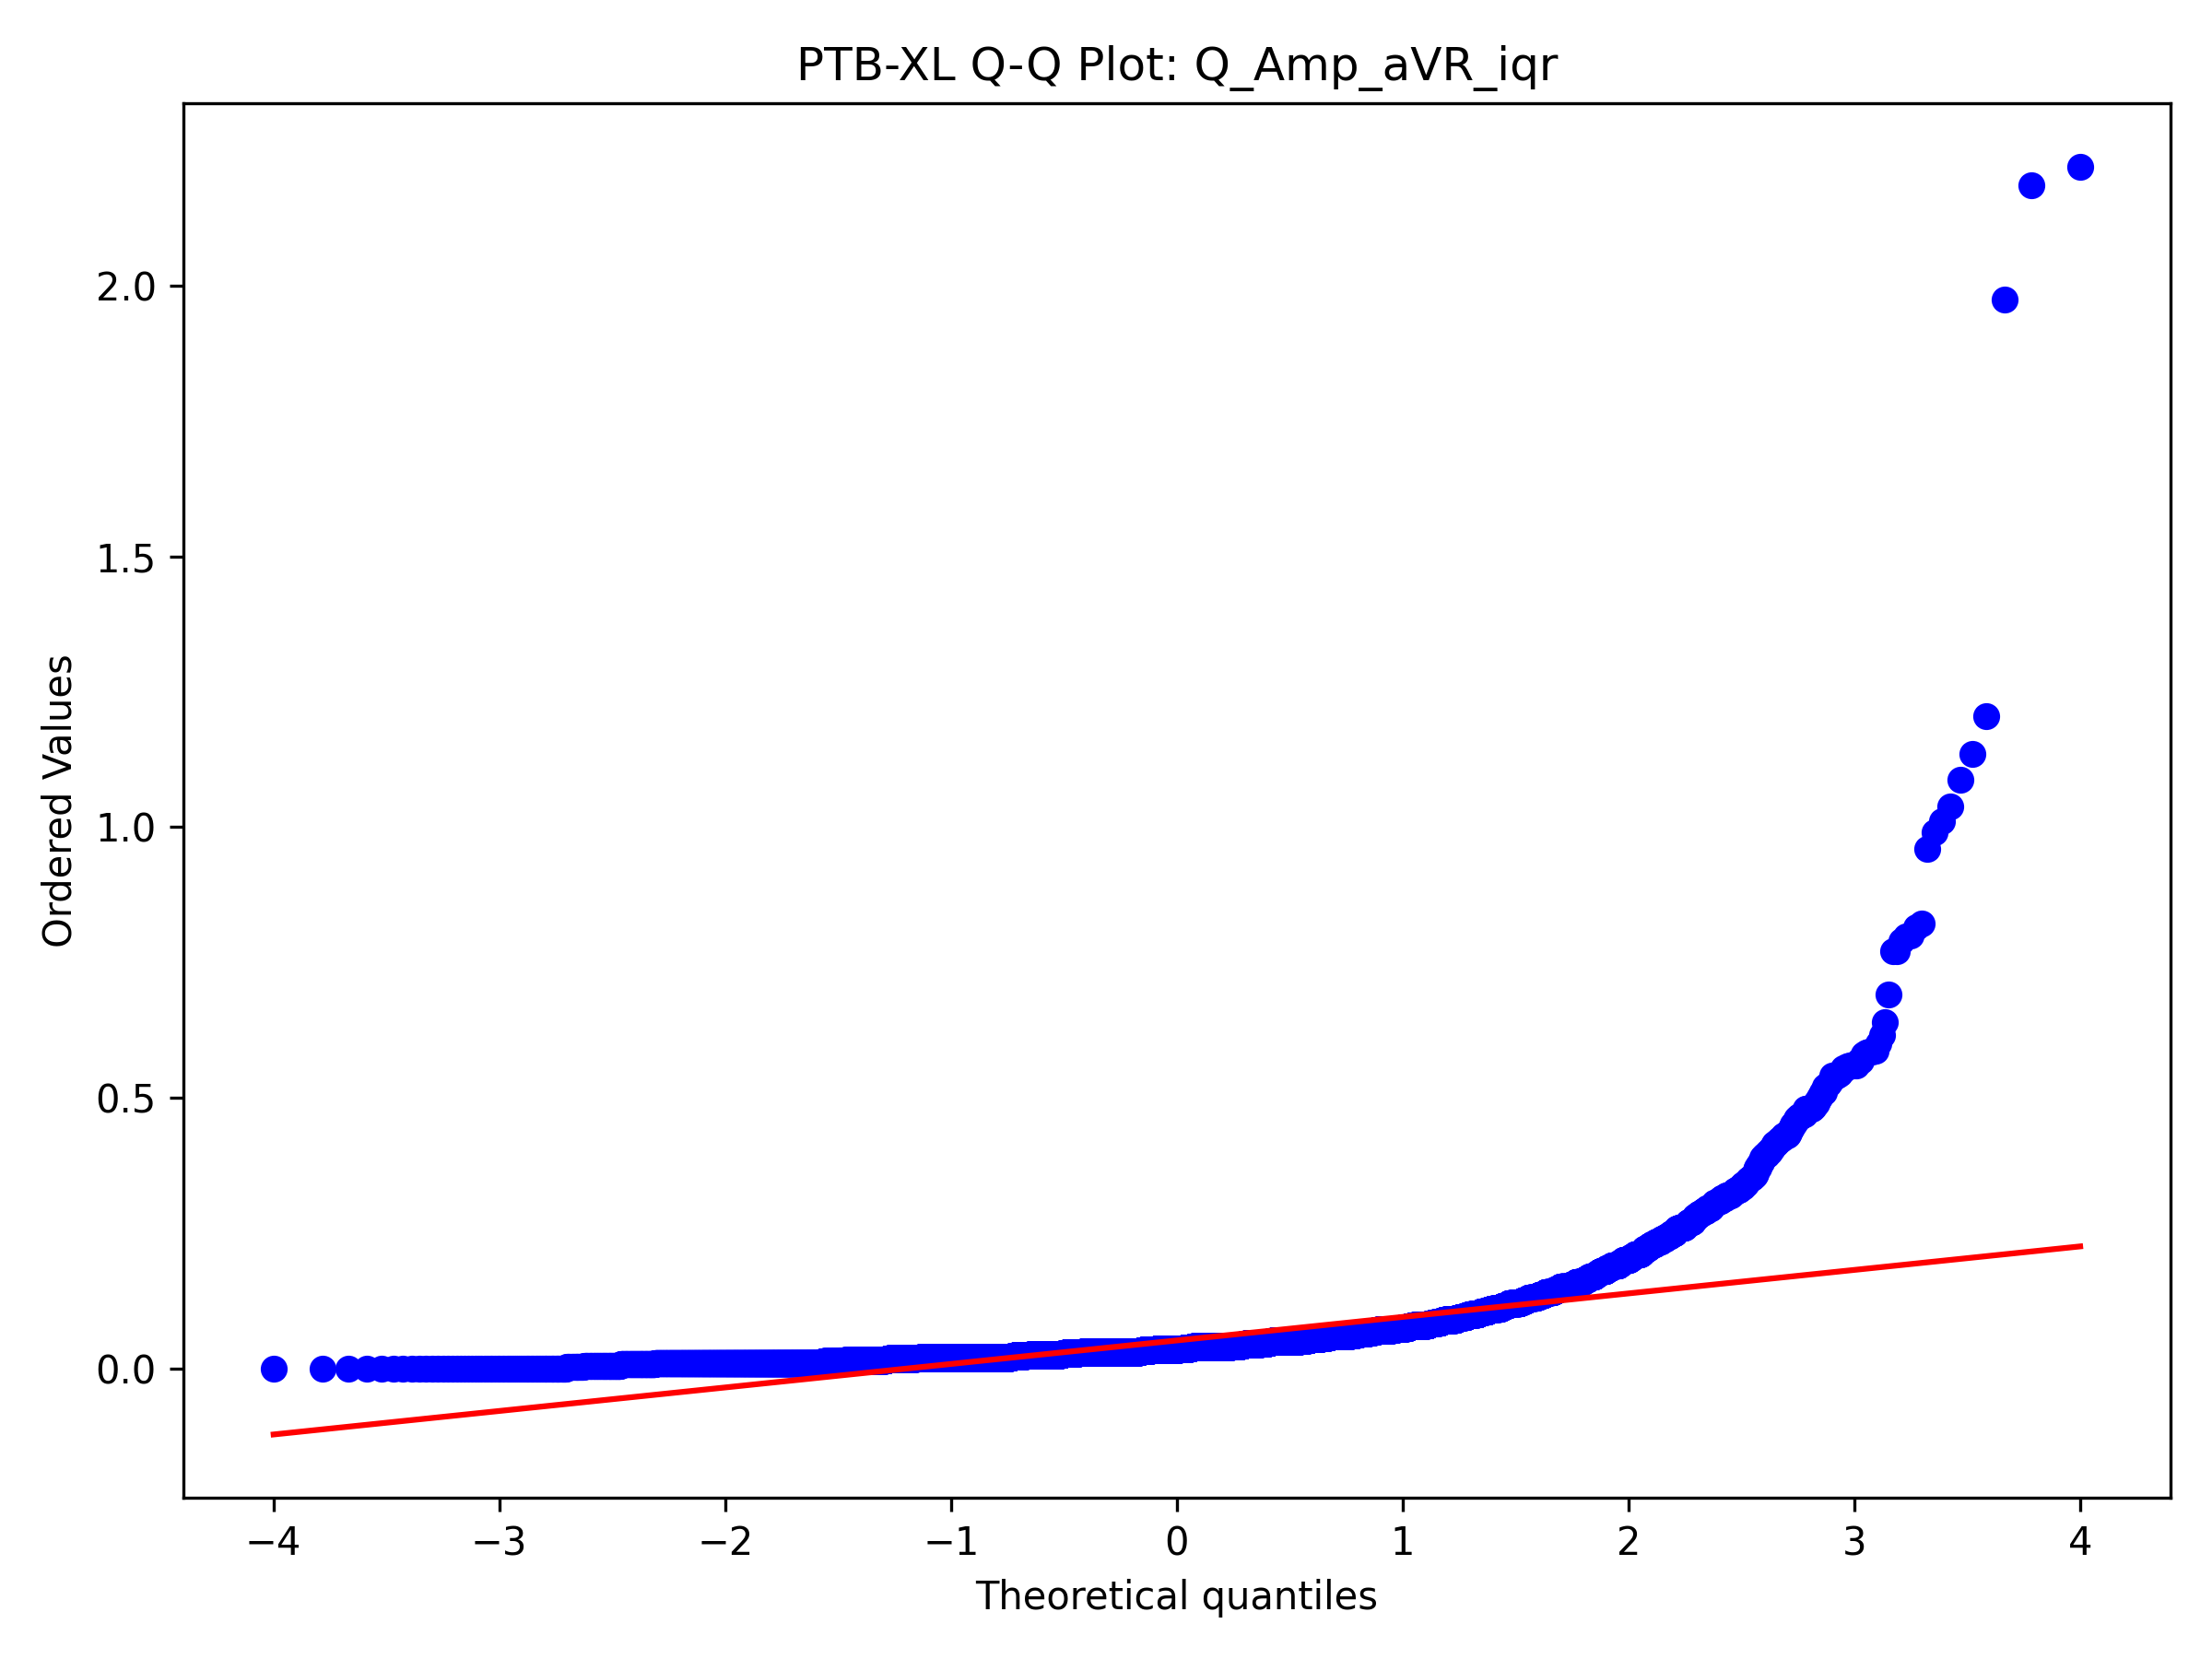 PTB-XL Q-Q Plot: Q_Amp_aVR_iqr
2.0
1.5
1.0
0.5
0.0
Ordered Values
−4 −3 −2 −1 0 1 2 3 4
Theoretical quantiles